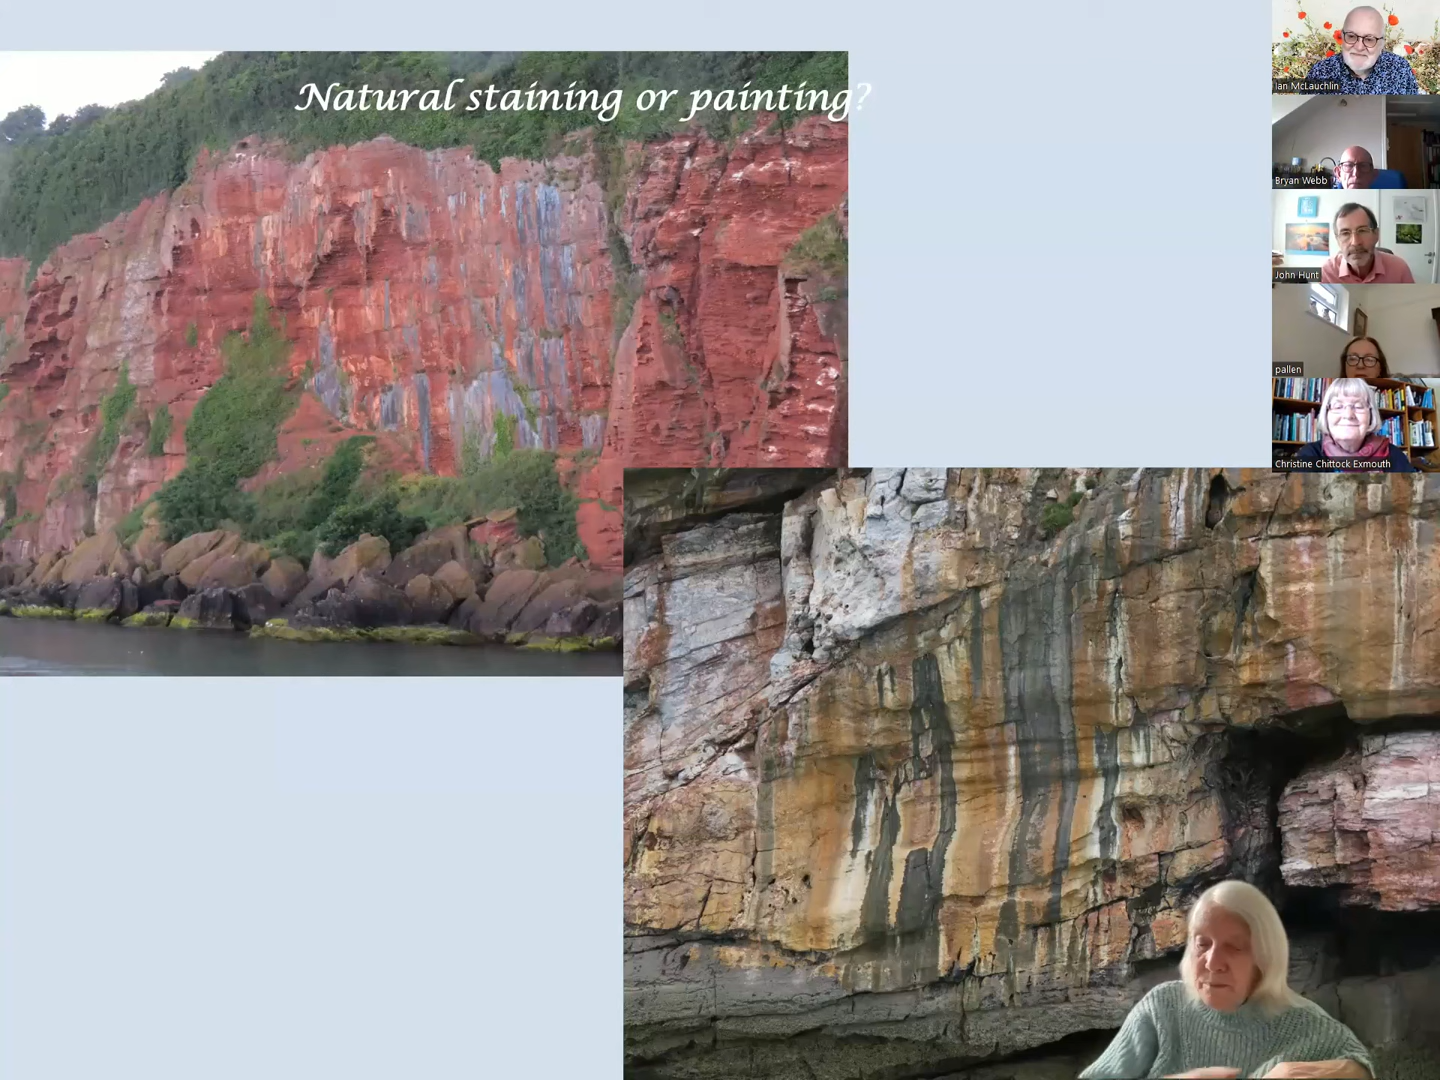 Natural staining or painting?
Ian McLauchlin
Bryan Webb
John Hunt
pallen
Christine Chittock Exmouth